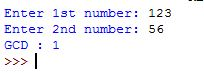 Enter 1st number: 123
Enter 2nd number: 56
GCD : 1
>>>